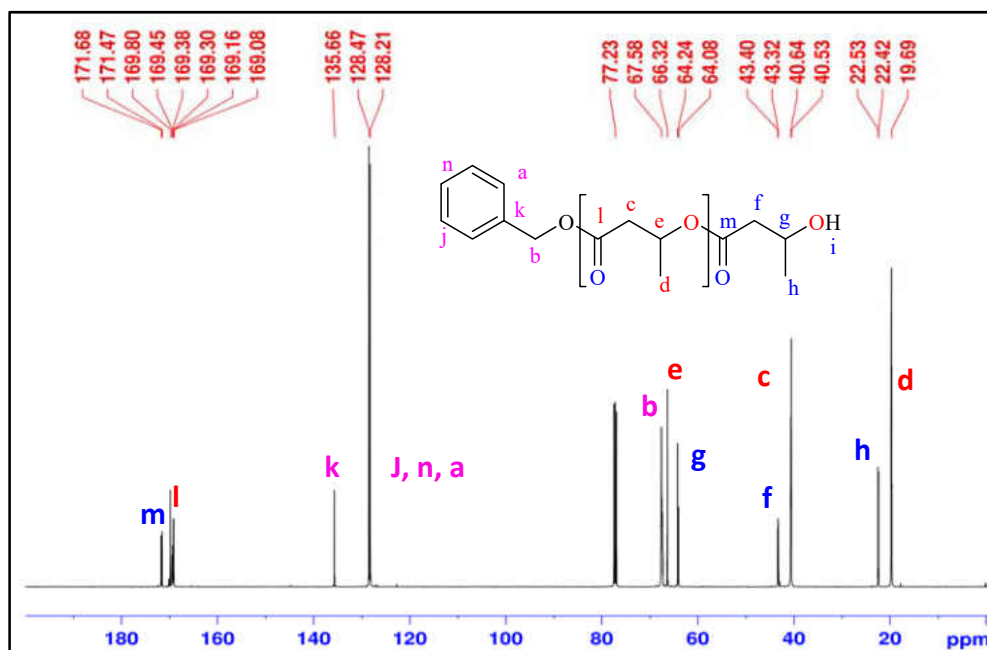 171.68
171.47
169.80
169.45
169.38
169.30
169.16
169.08
135.66
128.47
128.21
77.23
67.58
66.32
64.24
64.08
43.40
43.32
40.64
40.53
22.53
22.42
19.69
n
a
j
k
b
O
l
O
c
e
d
O
m
O
f
g
h
OH
i
m
l
k
J, n, a
b
e
g
f
c
h
d
180 160 140 120 100 80 60 40 20 ppm